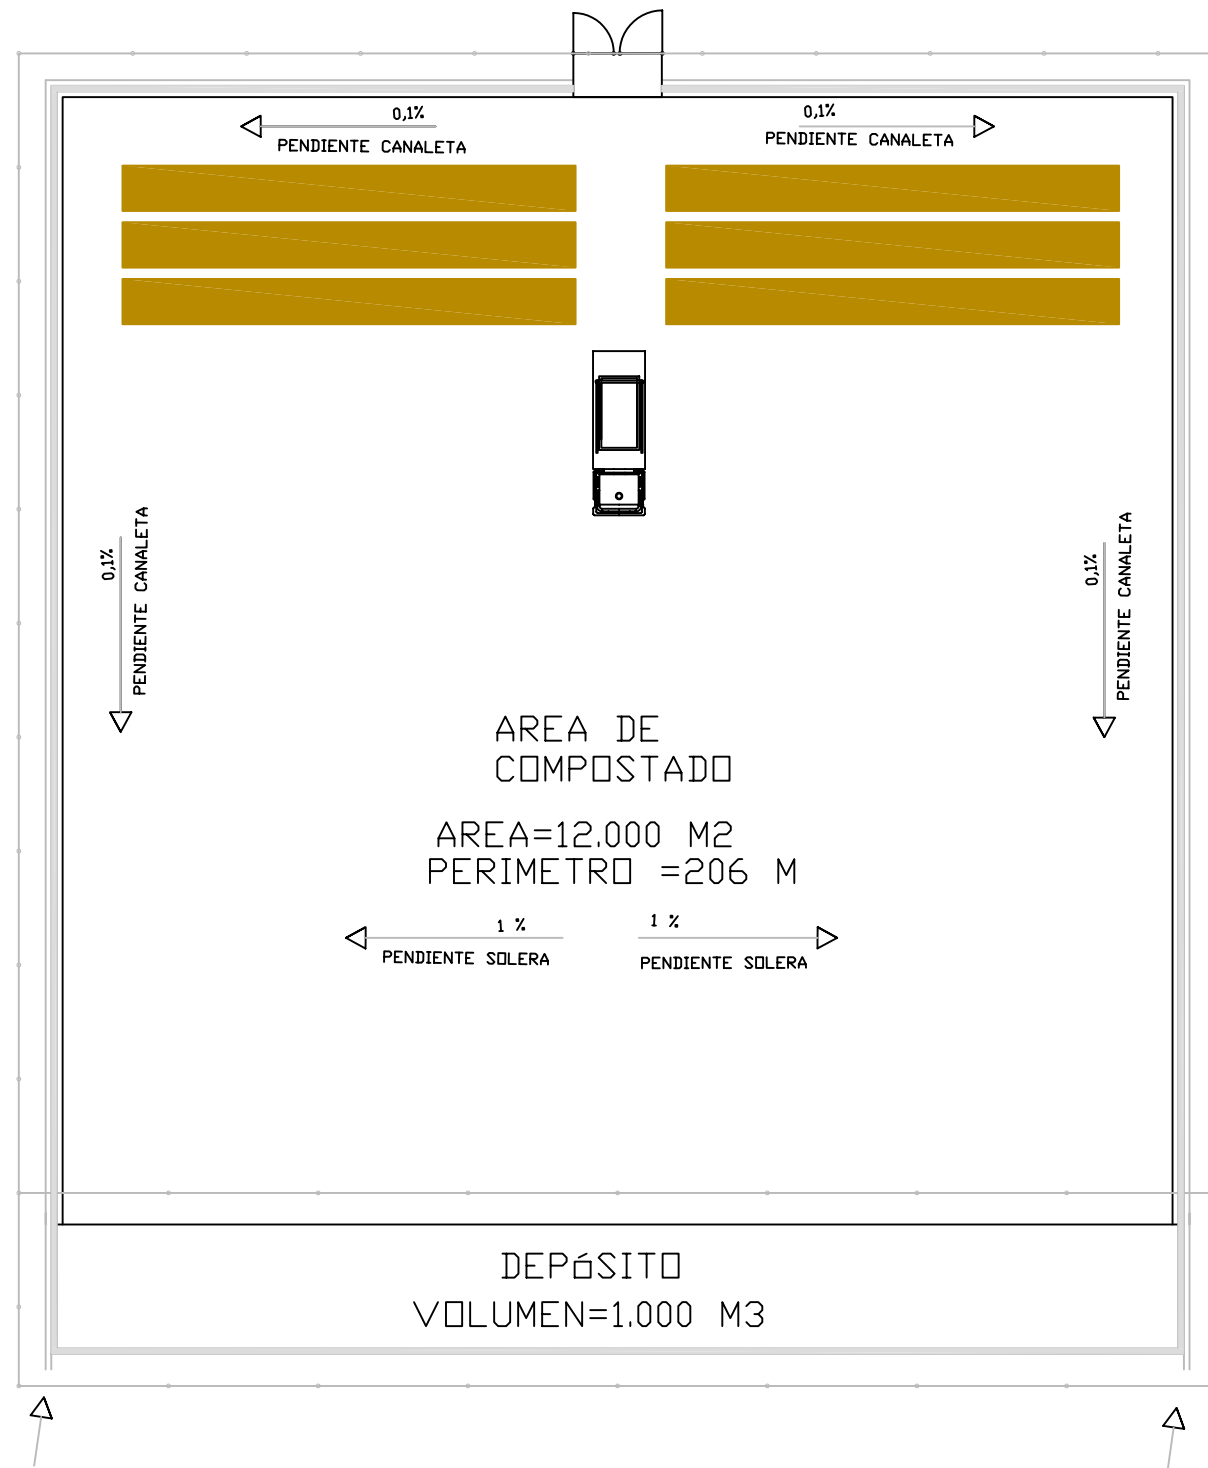 0,1%
PENDIENTE CANALETA
0,1%
PENDIENTE CANALETA
0,1%
PENDIENTE CANALETA
0,1%
PENDIENTE CANALETA
AREA DE
COMPOSTADO
AREA=12.000 M2
PERIMETRO =206 M
1 %
PENDIENTE SOLERA
1 %
PENDIENTE SOLERA
DEPóSITO
VOLUMEN=1.000 M3